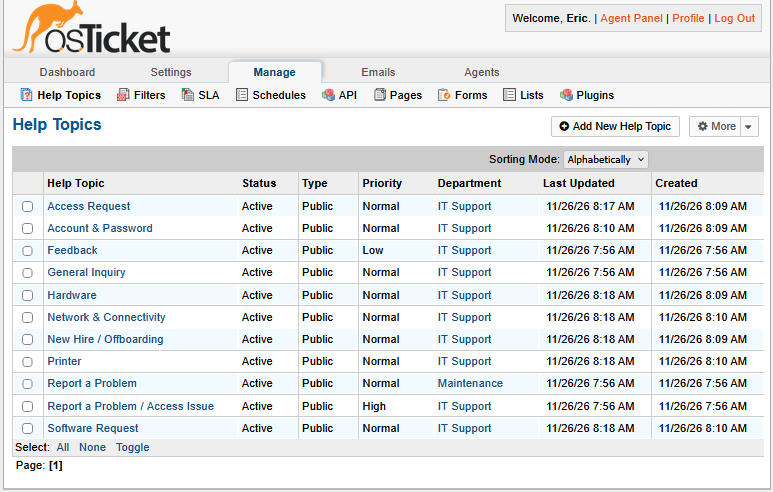 osTicket
Welcome, Eric. | Agent Panel | Profile | Log Out
Dashboard Settings Manage Emails Agents
Help Topics Filters SLA Schedules API Pages Forms Lists Plugins
Help Topics Add New Help Topic More
Sorting Mode: Alphabetically
Help Topic Status Type Priority Department Last Updated Created
Access Request Active Public Normal IT Support 11/26/26 8:17 AM 11/26/26 8:09 AM
Account & Password Active Public Normal IT Support 11/26/26 8:10 AM 11/26/26 8:09 AM
Feedback Active Public Low IT Support 11/26/26 7:56 AM 11/26/26 7:56 AM
General Inquiry Active Public Normal IT Support 11/26/26 7:56 AM 11/26/26 7:56 AM
Hardware Active Public Normal IT Support 11/26/26 8:18 AM 11/26/26 8:09 AM
Network & Connectivity Active Public Normal IT Support 11/26/26 8:18 AM 11/26/26 8:10 AM
New Hire / Offboarding Active Public Normal IT Support 11/26/26 8:18 AM 11/26/26 8:09 AM
Printer Active Public Normal IT Support 11/26/26 8:18 AM 11/26/26 8:10 AM
Report a Problem Active Public Normal Maintenance 11/26/26 7:56 AM 11/26/26 7:56 AM
Report a Problem / Access Issue Active Public High IT Support 11/26/26 7:56 AM 11/26/26 7:56 AM
Software Request Active Public Normal IT Support 11/26/26 8:18 AM 11/26/26 8:10 AM
Select: All None Toggle
Page: [1]